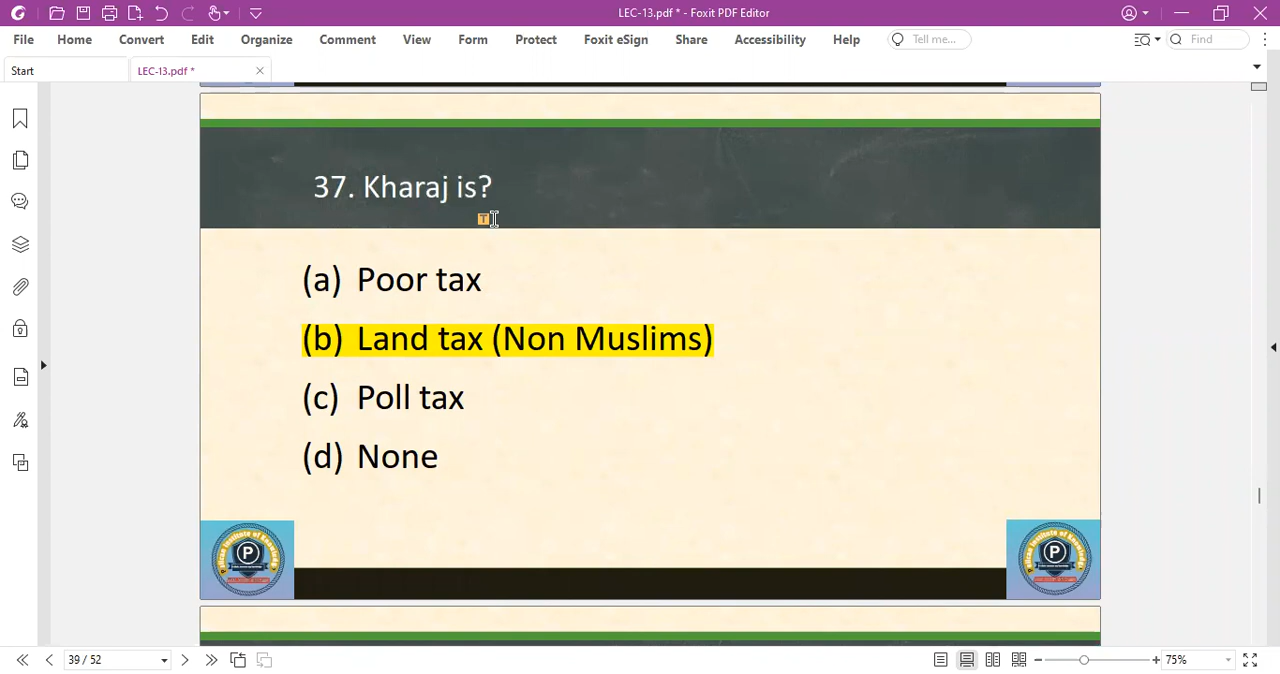 LEC-13.pdf * - Foxit PDF Editor
File Home Convert Edit Organize Comment View Form Protect Foxit eSign Share Accessibility Help Tell me... Find
Start LEC-13.pdf *
37. Kharaj is?
T
(a) Poor tax
(b) Land tax (Non Muslims)
(c) Poll tax
(d) None
P P
39 / 52 75%